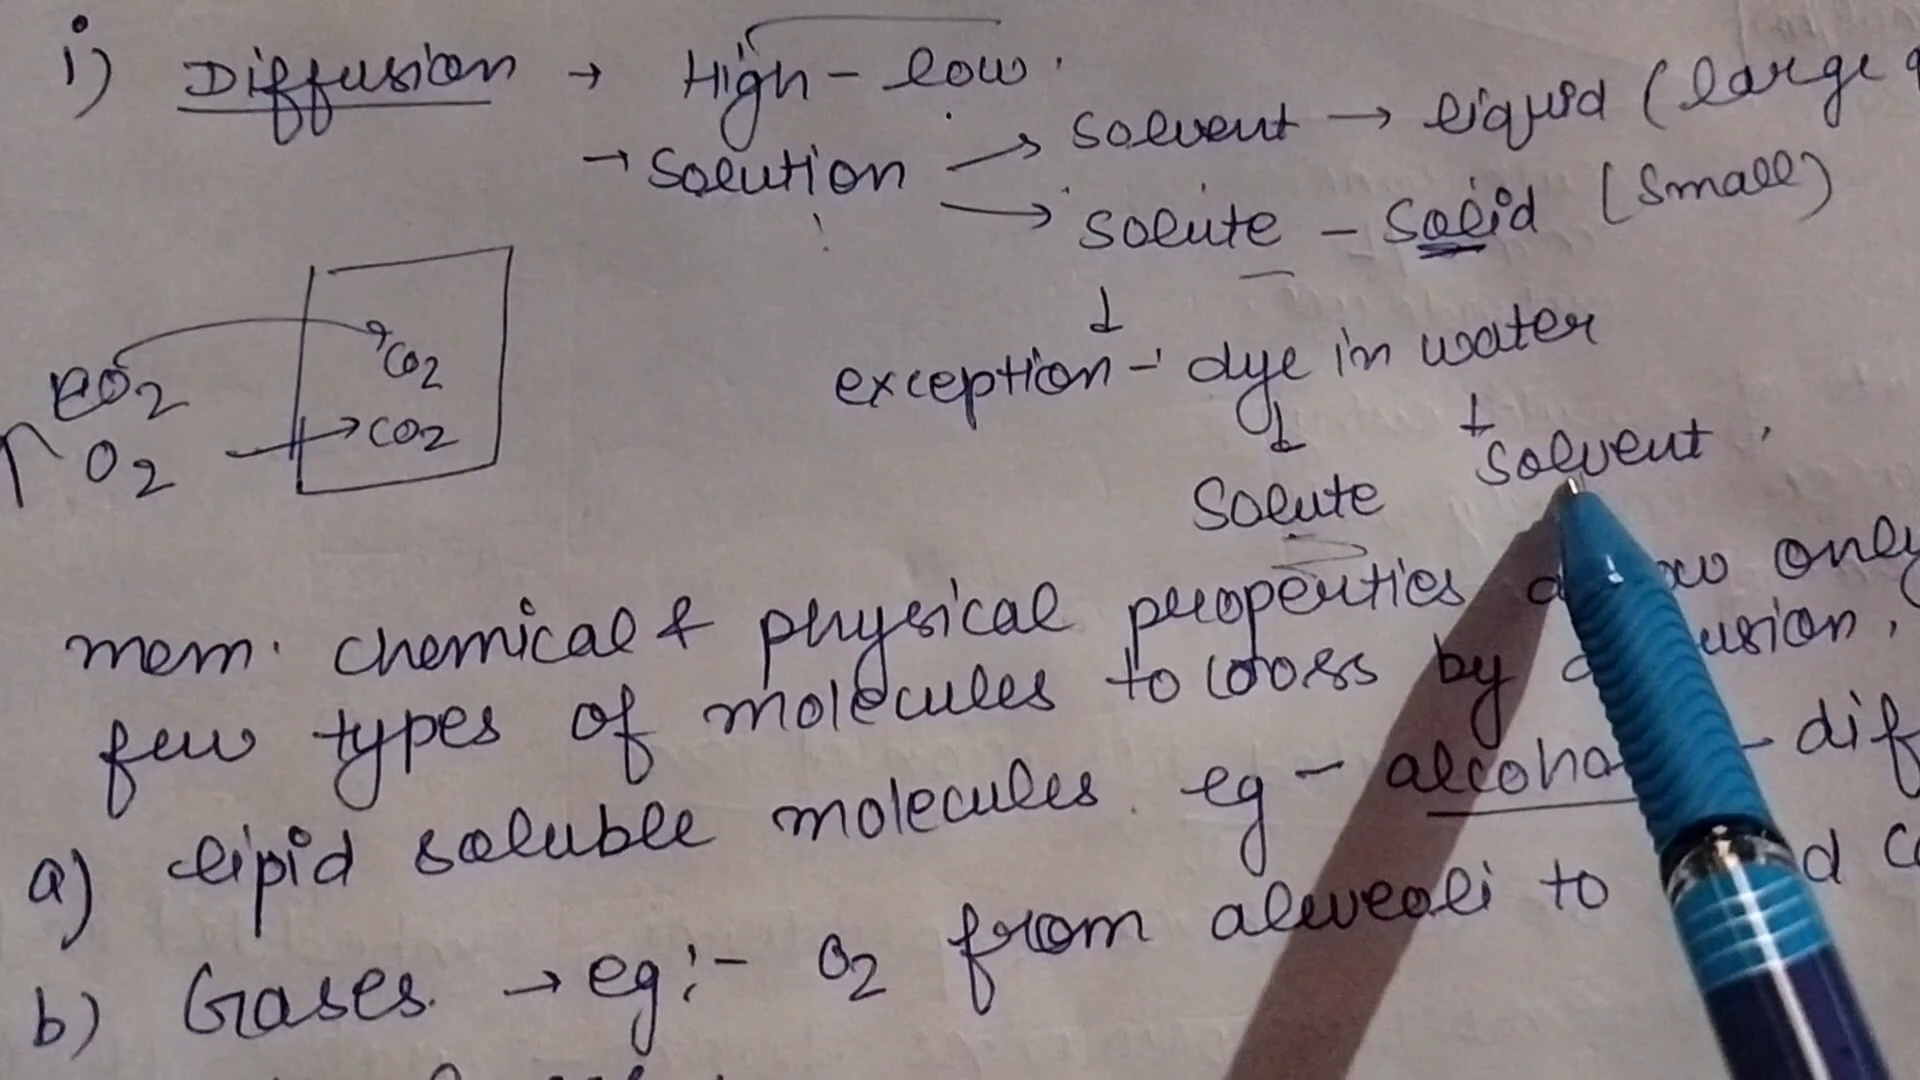 i) Diffusion → High - low.
→ Solution → Solvent → liquid (large
→ Solute - Solid (Small)
↓
exception - dye in water
↓ ↓
Solute Solvent.
CO2
CO2
O2 → CO2
mem. chemical & physical properties only
few types of molecules to cross by
a) lipid soluble molecules. eg -
b) Gases. → eg:- O2 from alveoli to